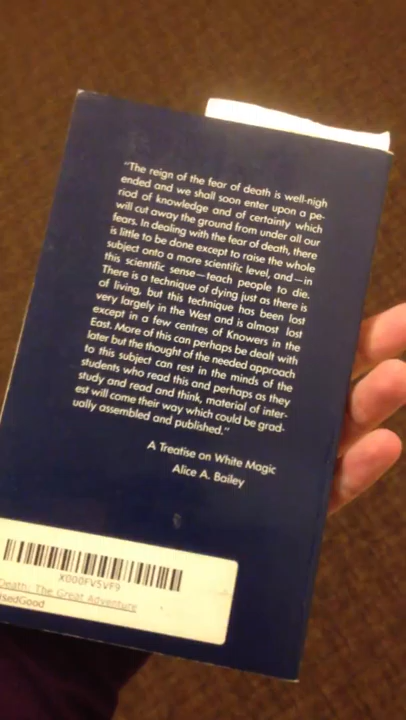 "The reign of the fear of death is well-nigh
ended and we shall soon enter upon a pe-
riod of knowledge and of certainty which
will cut away the ground from under all our
fears. In dealing with the fear of death, there
is little to be done except to raise the whole
subject onto a more scientific level, and—in
this scientific sense—teach people to die.
There is a technique of dying just as there is
of living, but this technique has been lost
very largely in the West and is almost lost
except in a few centres of Knowers in the
East. More of this can perhaps be dealt with
later but the thought of the needed approach
to this subject can rest in the minds of the
students who read this and perhaps as they
study and read and think, material of inter-
est will come their way which could be grad-
ually assembled and published."
A Treatise on White Magic
Alice A. Bailey
X000FV5VF9
Death: The Great Adventure
UsedGood